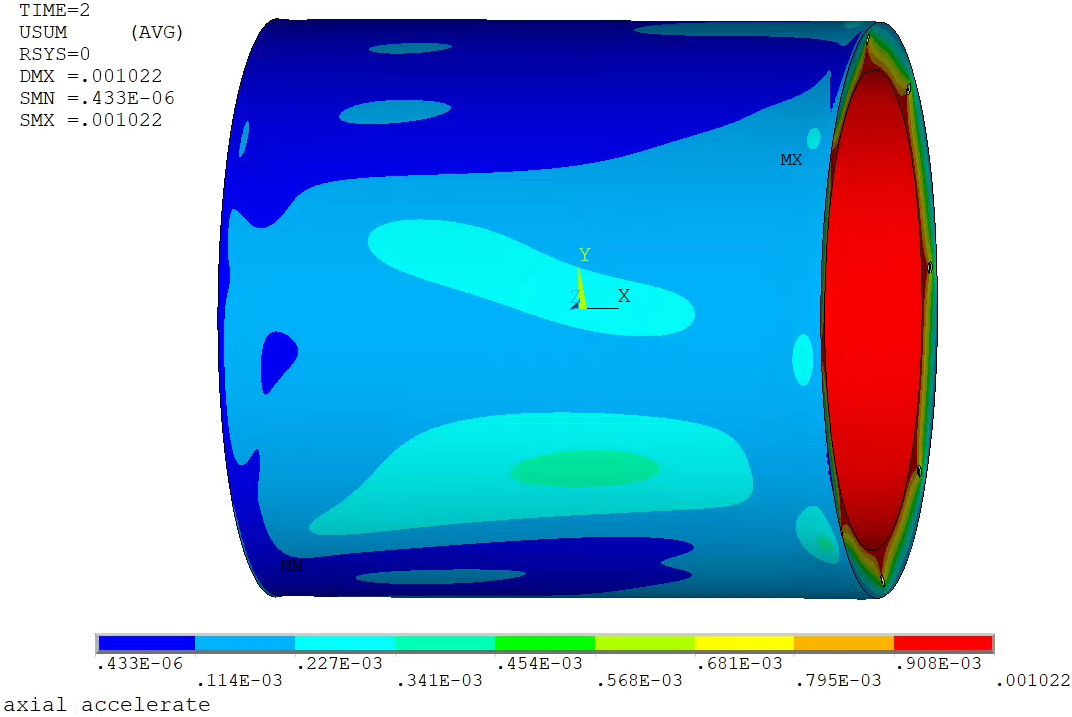 TIME=2
USUM (AVG)
RSYS=0
DMX =.001022
SMN =.433E-06
SMX =.001022
MX
Y
Z X
MN
.433E-06 .227E-03 .454E-03 .681E-03 .908E-03
.114E-03 .341E-03 .568E-03 .795E-03 .001022
axial accelerate